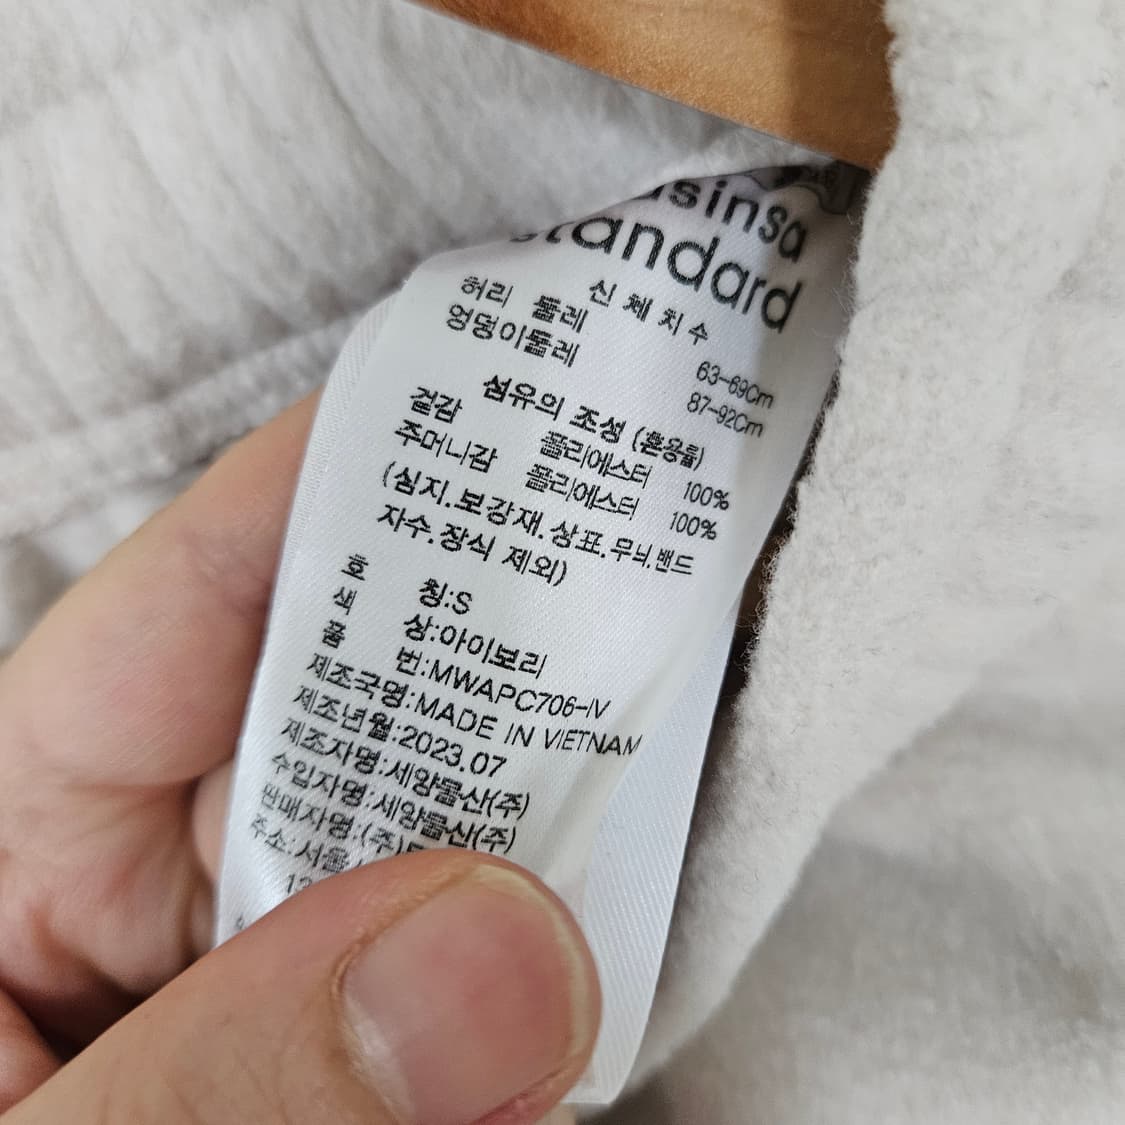 standard
신체치수
허리 둘레 63-69Cm
엉덩이둘레 87-92Cm
섬유의 조성 (혼용률)
겉감 폴리에스터 100%
주머니감 폴리에스터 100%
(심지.보강재.상표.무늬.밴드
자수.장식 제외)
호 칭:S
색 상:아이보리
품 번:MWAPC706-IV
제조국명:MADE IN VIETNAM
제조년월:2023.07
제조자명:세양물산(주)
수입자명:세양물산(주)
판매자명:(주)
주소:서울